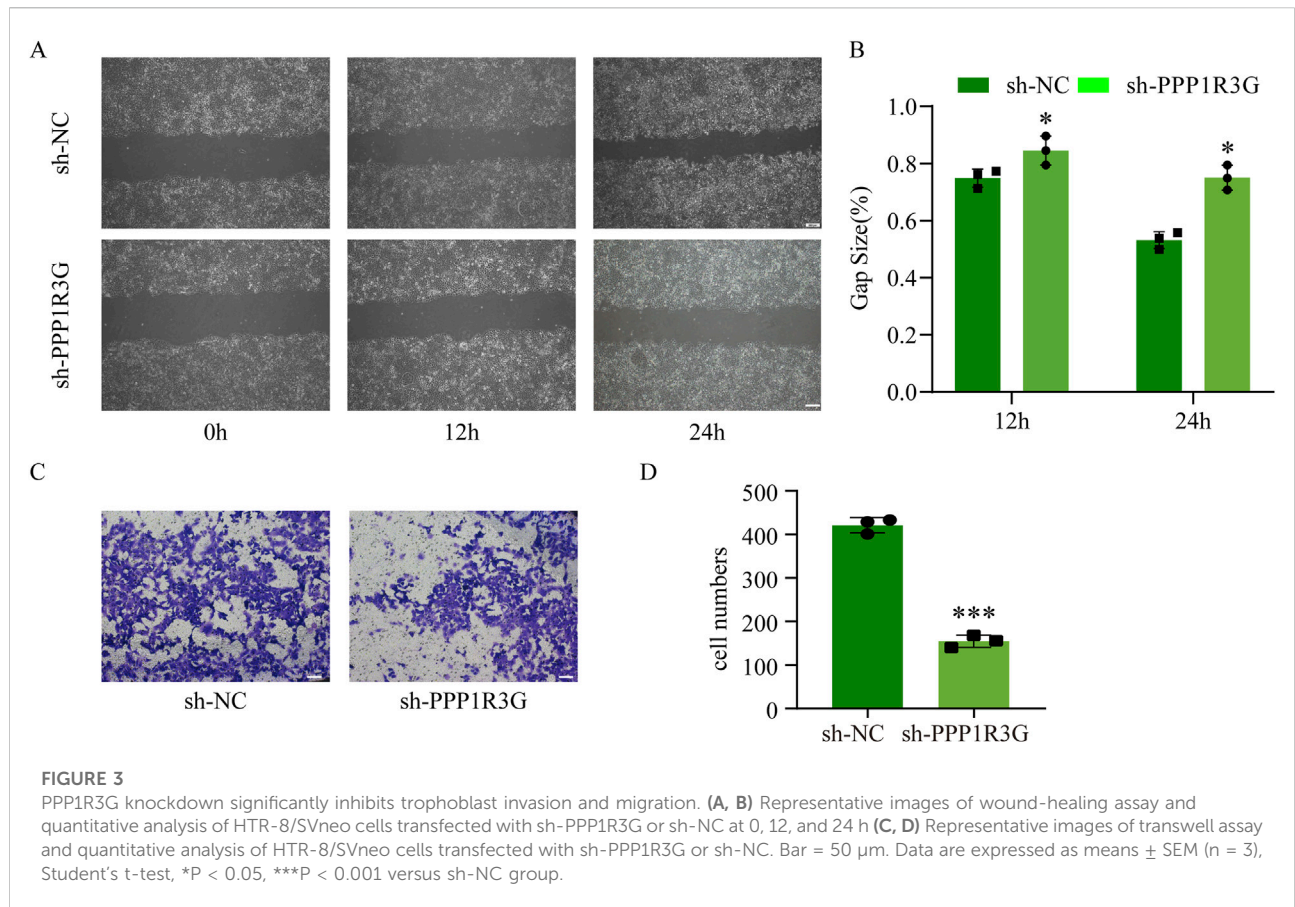 A
sh-NC
sh-PPP1R3G
0h
12h
24h
B
sh-NC
sh-PPP1R3G
Gap Size(%)
1.0
0.8
0.6
0.4
0.2
0.0
*
*
12h
24h
C
sh-NC
sh-PPP1R3G
D
cell numbers
500
400
300
200
100
0
***
sh-NC
sh-PPP1R3G
FIGURE 3
PPP1R3G knockdown significantly inhibits trophoblast invasion and migration. (A, B) Representative images of wound-healing assay and
quantitative analysis of HTR-8/SVneo cells transfected with sh-PPP1R3G or sh-NC at 0, 12, and 24 h (C, D) Representative images of transwell assay
and quantitative analysis of HTR-8/SVneo cells transfected with sh-PPP1R3G or sh-NC. Bar = 50 μm. Data are expressed as means ± SEM (n = 3),
Student's t-test, *P < 0.05, ***P < 0.001 versus sh-NC group.